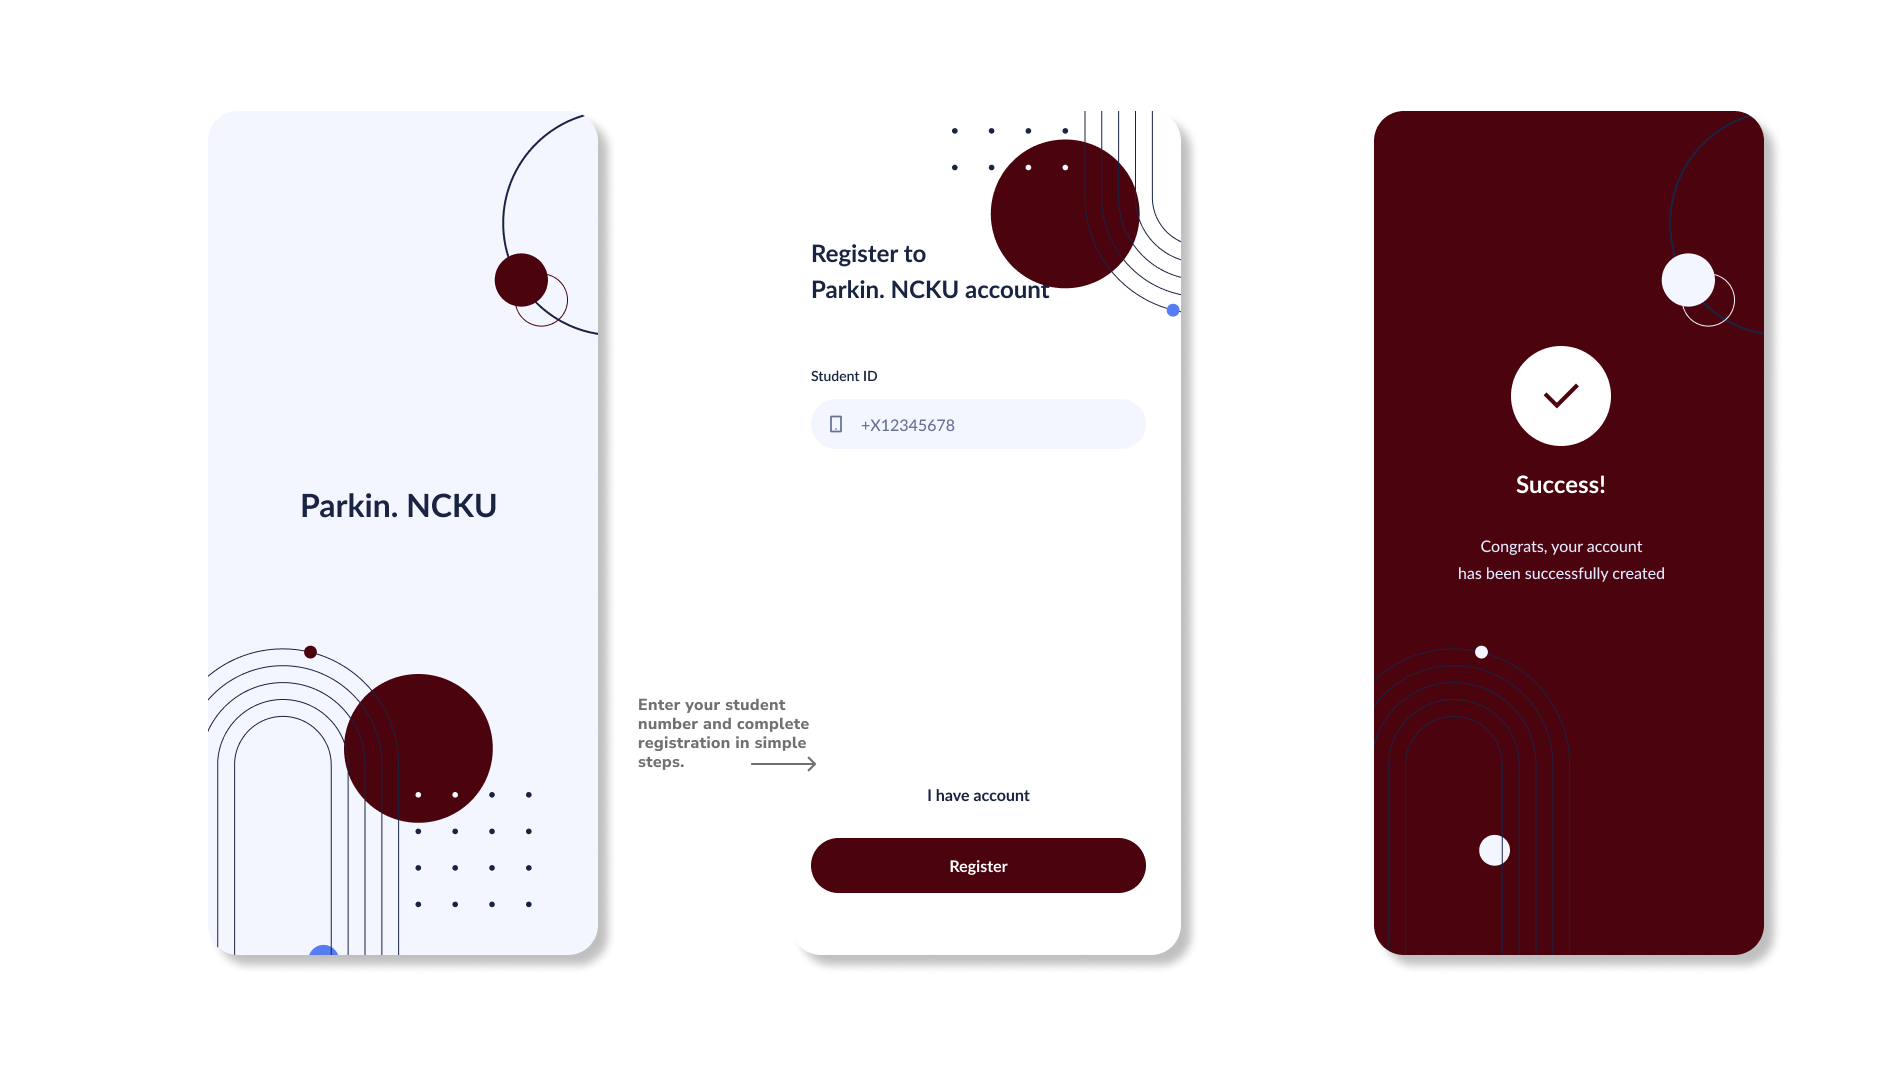 Parkin. NCKU
Enter your student
number and complete
registration in simple
steps.
Register to
Parkin. NCKU account
Student ID
+X12345678
I have account
Register
Success!
Congrats, your account
has been successfully created